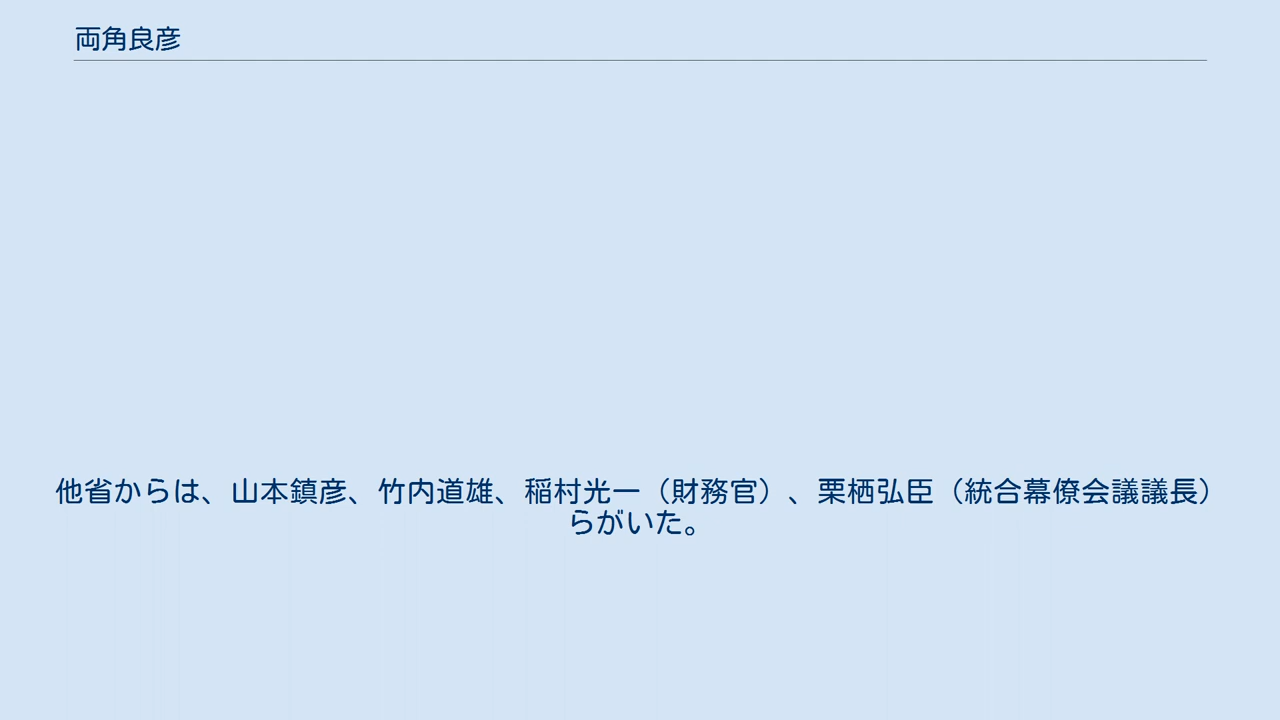 両角良彦
他省からは、山本鎮彦、竹内道雄、稲村光一（財務官）、栗栖弘臣（統合幕僚会議議長）
らがいた。